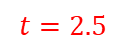 t = 2.5